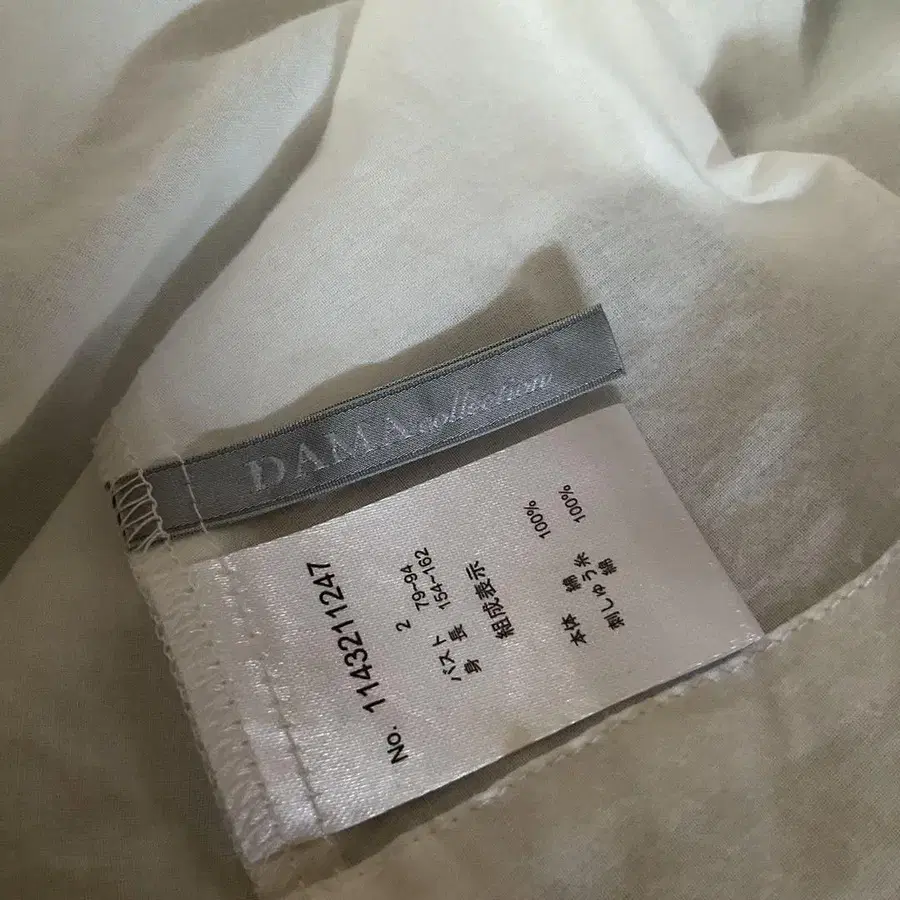 DAMA collection
No. 1143211247
2
バスト 79~94
身長 154~162
組成表示
本体 綿 100%
刺しゅう糸 綿 100%